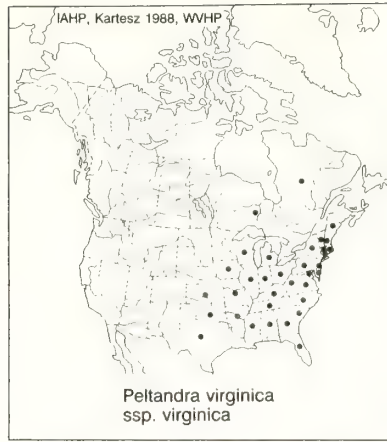 IAHP, Kartesz 1988, WVHP
Peltandra virginica
ssp. virginica